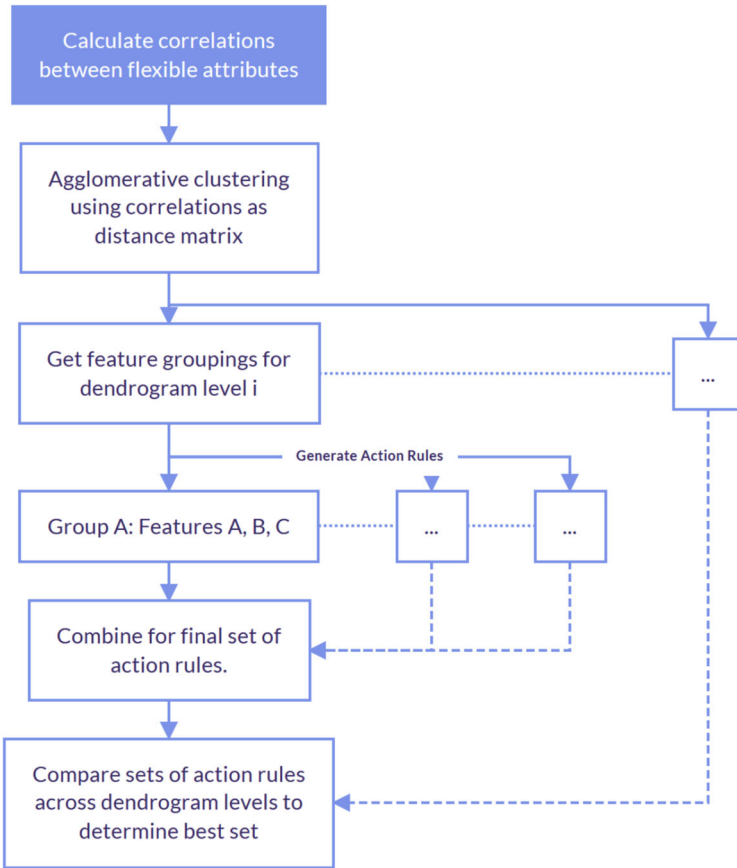 Calculate correlations
between flexible attributes
Agglomerative clustering
using correlations as
distance matrix
Get feature groupings for
dendrogram level i
...
Generate Action Rules
Group A: Features A, B, C
...
...
Combine for final set of
action rules.
Compare sets of action rules
across dendrogram levels to
determine best set